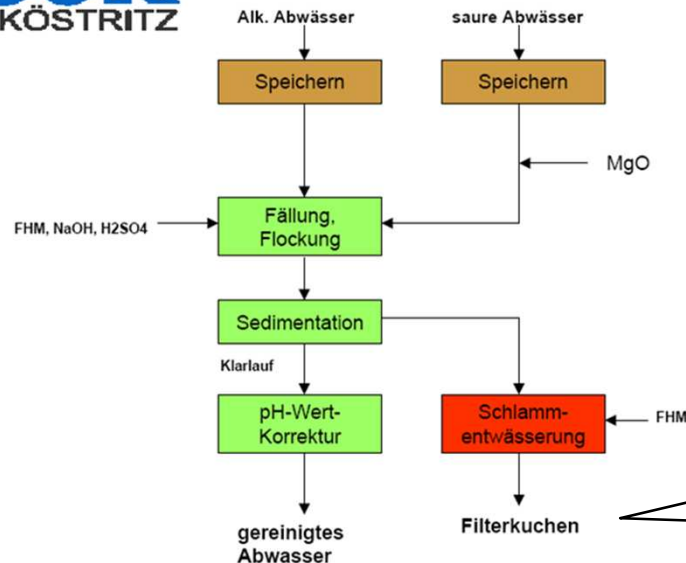 KÖSTRITZ
Alk. Abwässer
saure Abwässer
Speichern
Speichern
MgO
FHM, NaOH, H2SO4
Fällung,
Flockung
Sedimentation
Klarlauf
pH-Wert-
Korrektur
Schlamm-
entwässerung
FHM
gereinigtes
Abwasser
Filterkuchen